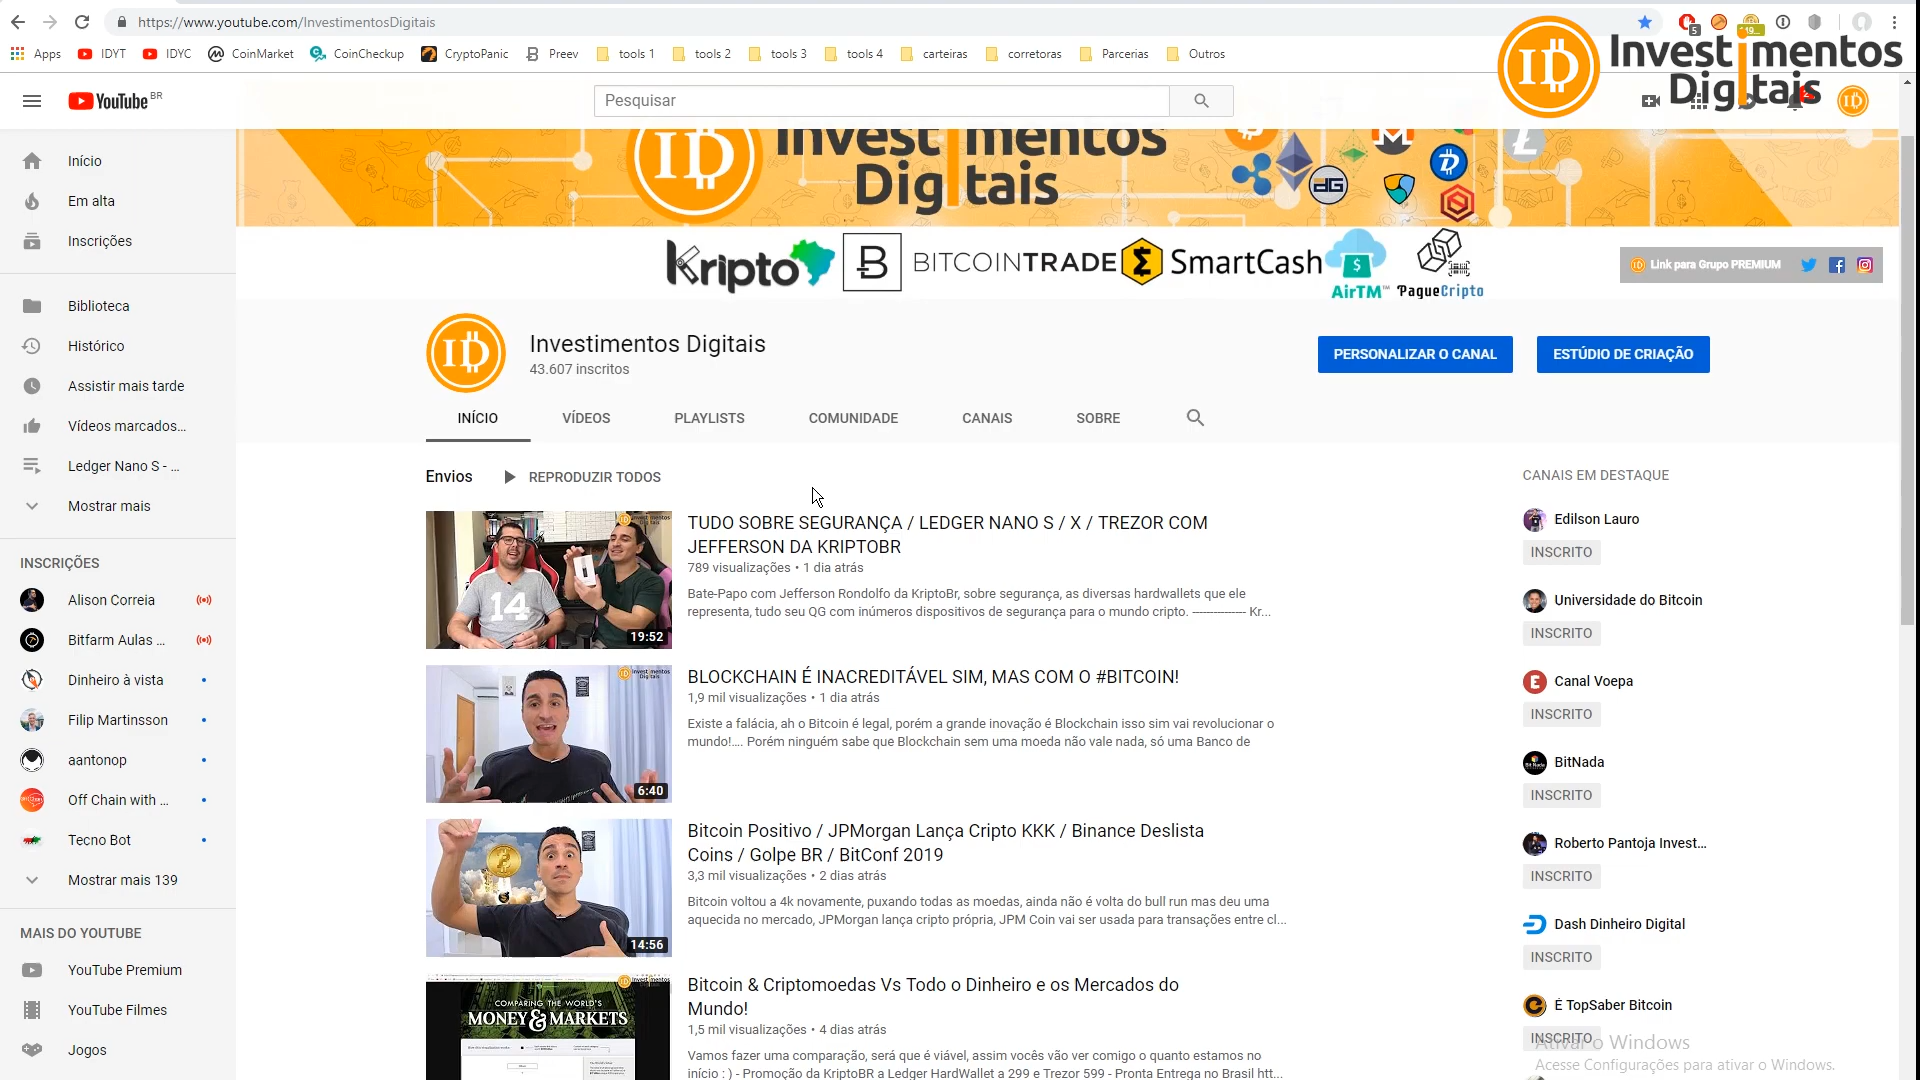 https://www.youtube.com/InvestimentosDigitais
Apps
IDYT
IDYC
CoinMarket
CoinCheckup
CryptoPanic
Preev
tools 1
tools 2
tools 3
tools 4
carteiras
corretoras
Parcerias
Outros
Investimentos
Digitais
YouTube BR
Pesquisar
Início
Em alta
Inscrições
Biblioteca
Histórico
Assistir mais tarde
Vídeos marcados...
Ledger Nano S - ...
Mostrar mais
INSCRIÇÕES
Alison Correia
Bitfarm Aulas ...
Dinheiro à vista
Filip Martinsson
aantonop
Off Chain with ...
Tecno Bot
Mostrar mais 139
MAIS DO YOUTUBE
YouTube Premium
YouTube Filmes
Jogos
Investimentos
Digitais
kripto
BITCOINTRADE
SmartCash
AirTM™
PagueCripto
Link para Grupo PREMIUM
Investimentos Digitais
43.607 inscritos
PERSONALIZAR O CANAL
ESTÚDIO DE CRIAÇÃO
INÍCIO
VÍDEOS
PLAYLISTS
COMUNIDADE
CANAIS
SOBRE
Envios
REPRODUZIR TODOS
TUDO SOBRE SEGURANÇA / LEDGER NANO S / X / TREZOR COM
JEFFERSON DA KRIPTOBR
789 visualizações • 1 dia atrás
Bate-Papo com Jefferson Rondolfo da KriptoBr, sobre segurança, as diversas hardwallets que ele
representa, tudo seu QG com inúmeros dispositivos de segurança para o mundo cripto. --------------- Kr...
14
19:52
BLOCKCHAIN É INACREDITÁVEL SIM, MAS COM O #BITCOIN!
1,9 mil visualizações • 1 dia atrás
Existe a falácia, ah o Bitcoin é legal, porém a grande inovação é Blockchain isso sim vai revolucionar o
mundo!.... Porém ninguém sabe que Blockchain sem uma moeda não vale nada, só uma Banco de
6:40
Bitcoin Positivo / JPMorgan Lança Cripto KKK / Binance Deslista
Coins / Golpe BR / BitConf 2019
3,3 mil visualizações • 2 dias atrás
Bitcoin voltou a 4k novamente, puxando todas as moedas, ainda não é volta do bull run mas deu uma
aquecida no mercado, JPMorgan lança cripto própria, JPM Coin vai ser usada para transações entre cl...
14:56
Bitcoin & Criptomoedas Vs Todo o Dinheiro e os Mercados do
Mundo!
1,5 mil visualizações • 4 dias atrás
Vamos fazer uma comparação, será que é viável, assim vocês vão ver comigo o quanto estamos no
início : ) - Promoção da KriptoBR a Ledger HardWallet a 299 e Trezor 599 - Pronta Entrega no Brasil htt...
COMPARING THE WORLD'S
MONEY & MARKETS
CANAIS EM DESTAQUE
Edilson Lauro
INSCRITO
Universidade do Bitcoin
INSCRITO
Canal Voepa
INSCRITO
BitNada
INSCRITO
Roberto Pantoja Invest...
INSCRITO
Dash Dinheiro Digital
INSCRITO
É TopSaber Bitcoin
INSCRITO
Ativar o Windows
Acesse Configurações para ativar o Windows.